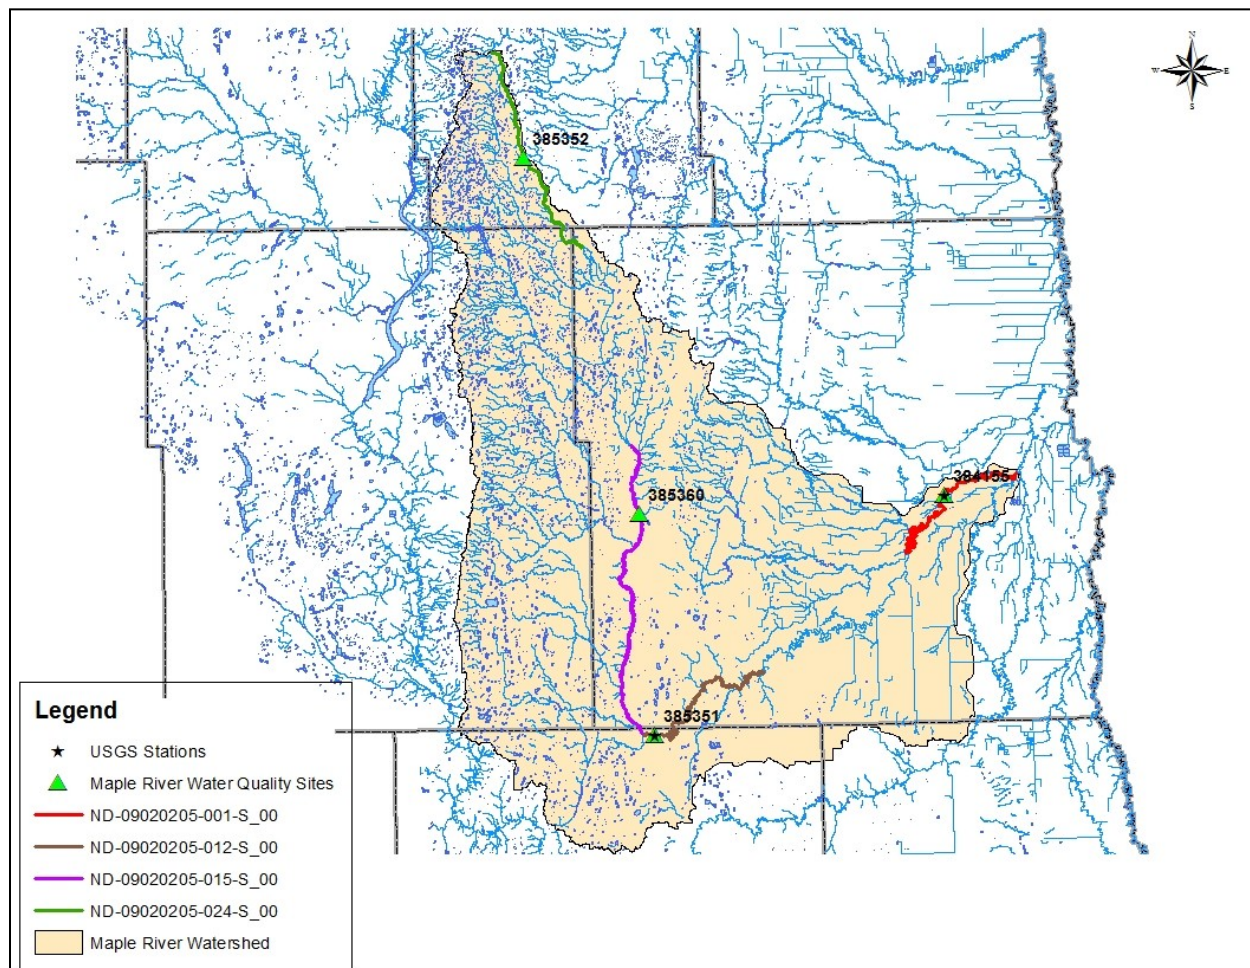 N
W E
S
385352
384155
385360
385351
Legend
USGS Stations
Maple River Water Quality Sites
ND-09020205-001-S_00
ND-09020205-012-S_00
ND-09020205-015-S_00
ND-09020205-024-S_00
Maple River Watershed